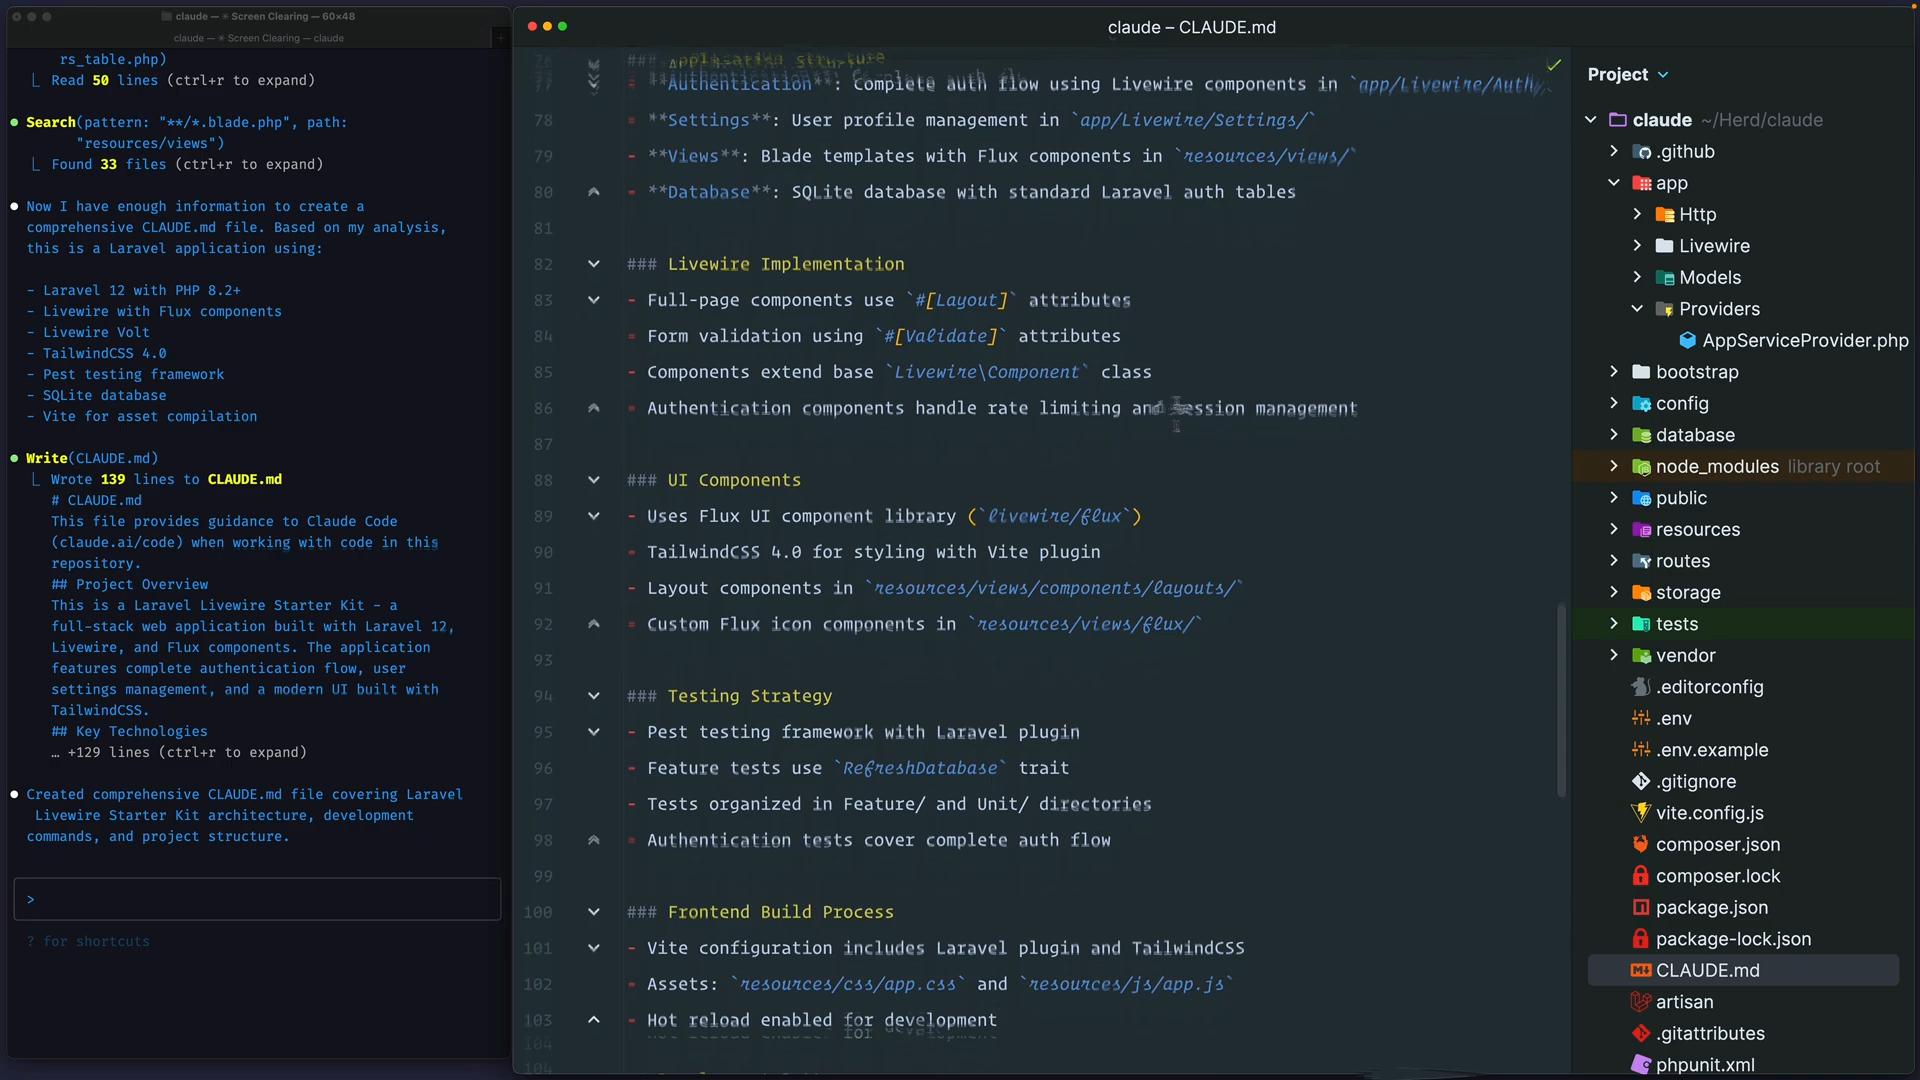 claude — ✳ Screen Clearing — 60×48
claude — ✳ Screen Clearing — claude
+
rs_table.php)
⎿ Read 50 lines (ctrl+r to expand)
● Search(pattern: "**/*.blade.php", path:
"resources/views")
⎿ Found 33 files (ctrl+r to expand)
● Now I have enough information to create a
comprehensive CLAUDE.md file. Based on my analysis,
this is a Laravel application using:
- Laravel 12 with PHP 8.2+
- Livewire with Flux components
- Livewire Volt
- TailwindCSS 4.0
- Pest testing framework
- SQLite database
- Vite for asset compilation
● Write(CLAUDE.md)
⎿ Wrote 139 lines to CLAUDE.md
# CLAUDE.md
This file provides guidance to Claude Code
(claude.ai/code) when working with code in this
repository.
## Project Overview
This is a Laravel Livewire Starter Kit - a
full-stack web application built with Laravel 12,
Livewire, and Flux components. The application
features complete authentication flow, user
settings management, and a modern UI built with
TailwindCSS.
## Key Technologies
… +129 lines (ctrl+r to expand)
● Created comprehensive CLAUDE.md file covering Laravel
Livewire Starter Kit architecture, development
commands, and project structure.
>
? for shortcuts
claude – CLAUDE.md
76 ### Application Structure
77 - **Authentication**: Complete auth flow using Livewire components in `app/Livewire/Auth/
78 - **Settings**: User profile management in `app/Livewire/Settings/`
79 - **Views**: Blade templates with Flux components in `resources/views/`
80 - **Database**: SQLite database with standard Laravel auth tables
81
82 ### Livewire Implementation
83 - Full-page components use `#[Layout]` attributes
84 - Form validation using `#[Validate]` attributes
85 - Components extend base `Livewire\Component` class
86 - Authentication components handle rate limiting and session management
87
88 ### UI Components
89 - Uses Flux UI component library (`livewire/flux`)
90 - TailwindCSS 4.0 for styling with Vite plugin
91 - Layout components in `resources/views/components/layouts/`
92 - Custom Flux icon components in `resources/views/flux/`
93
94 ### Testing Strategy
95 - Pest testing framework with Laravel plugin
96 - Feature tests use `RefreshDatabase` trait
97 - Tests organized in Feature/ and Unit/ directories
98 - Authentication tests cover complete auth flow
99
100 ### Frontend Build Process
101 - Vite configuration includes Laravel plugin and TailwindCSS
102 - Assets: `resources/css/app.css` and `resources/js/app.js`
103 - Hot reload enabled for development
104
Project
claude ~/Herd/claude
.github
app
Http
Livewire
Models
Providers
AppServiceProvider.php
bootstrap
config
database
node_modules library root
public
resources
routes
storage
tests
vendor
.editorconfig
.env
.env.example
.gitignore
vite.config.js
composer.json
composer.lock
package.json
package-lock.json
CLAUDE.md
artisan
.gitattributes
phpunit.xml